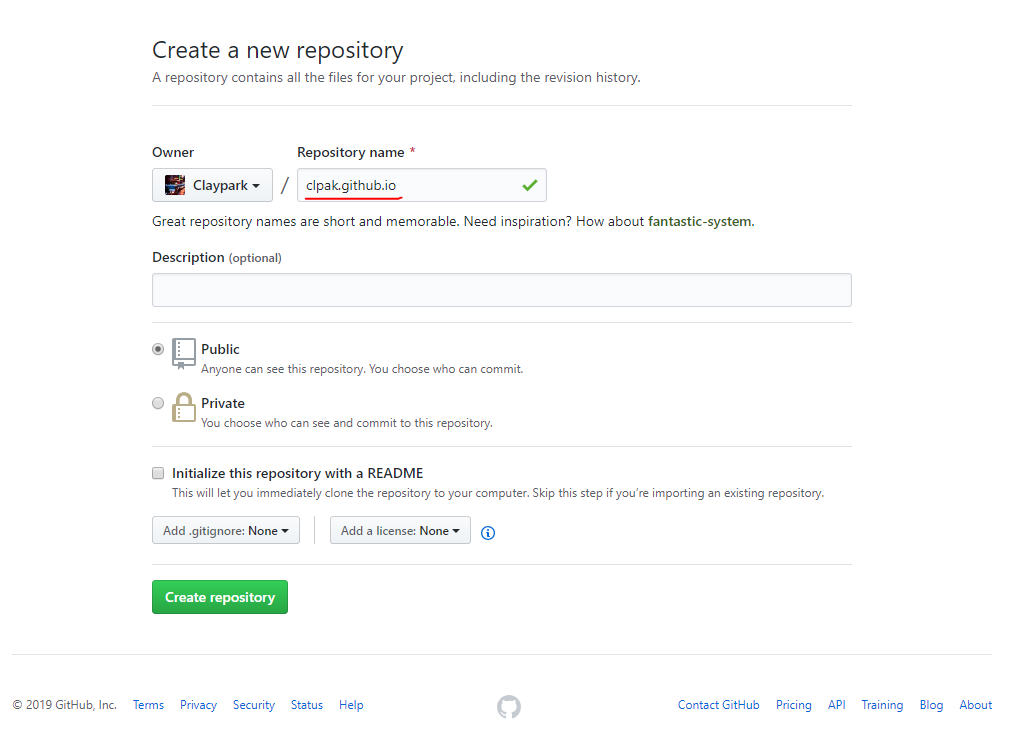 Create a new repository
A repository contains all the files for your project, including the revision history.
Owner
Repository name *
Claypark / clpak.github.io
Great repository names are short and memorable. Need inspiration? How about fantastic-system.
Description (optional)
Public
Anyone can see this repository. You choose who can commit.
Private
You choose who can see and commit to this repository.
Initialize this repository with a README
This will let you immediately clone the repository to your computer. Skip this step if you're importing an existing repository.
Add .gitignore: None Add a license: None
Create repository
© 2019 GitHub, Inc. Terms Privacy Security Status Help Contact GitHub Pricing API Training Blog About